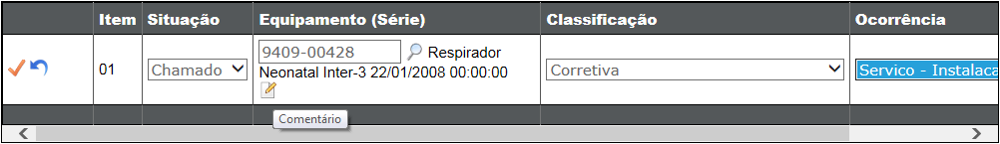 Item Situação Equipamento (Série) Classificação Ocorrência
01 Chamado 9409-00428 Respirador Corretiva Servico - Instalaca
Neonatal Inter-3 22/01/2008 00:00:00
Comentário